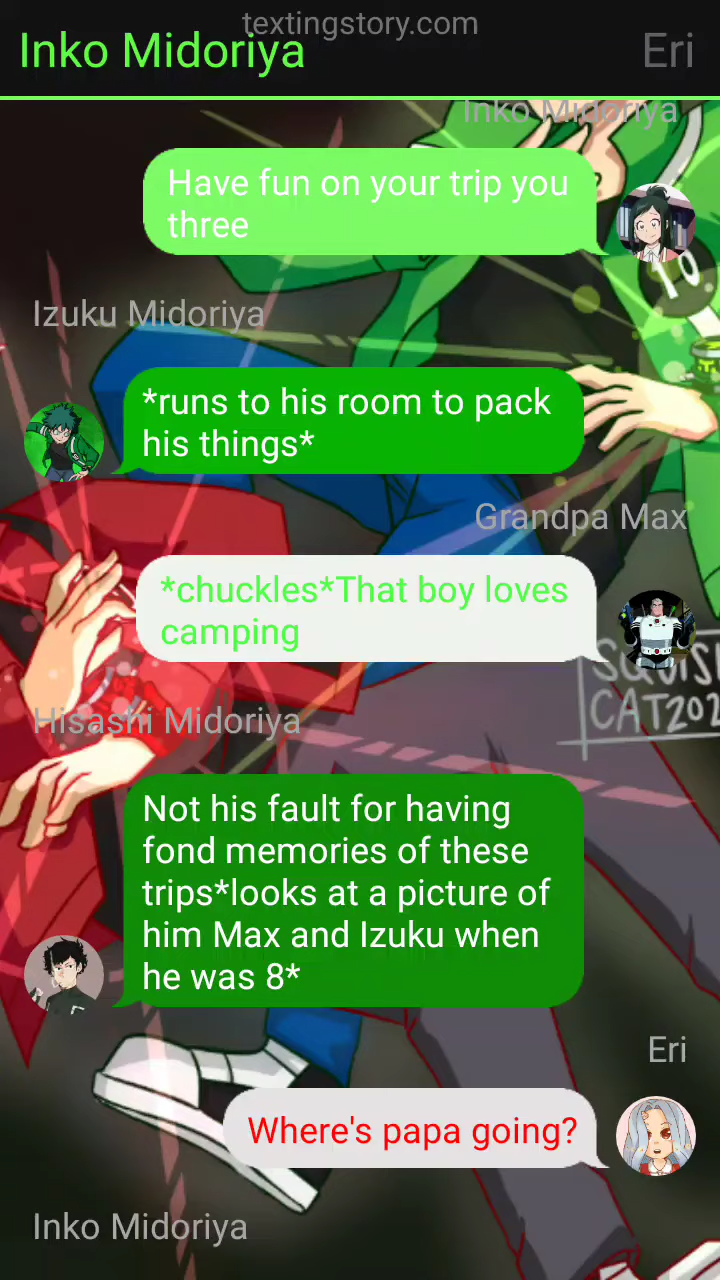 textingstory.com
Inko Midoriya
Eri
Inko Midoriya
Have fun on your trip you
three
10
Izuku Midoriya
*runs to his room to pack
his things*
Grandpa Max
*chuckles*That boy loves
camping
Hisashi Midoriya
Not his fault for having
fond memories of these
trips*looks at a picture of
him Max and Izuku when
he was 8*
Eri
Where's papa going?
Inko Midoriya